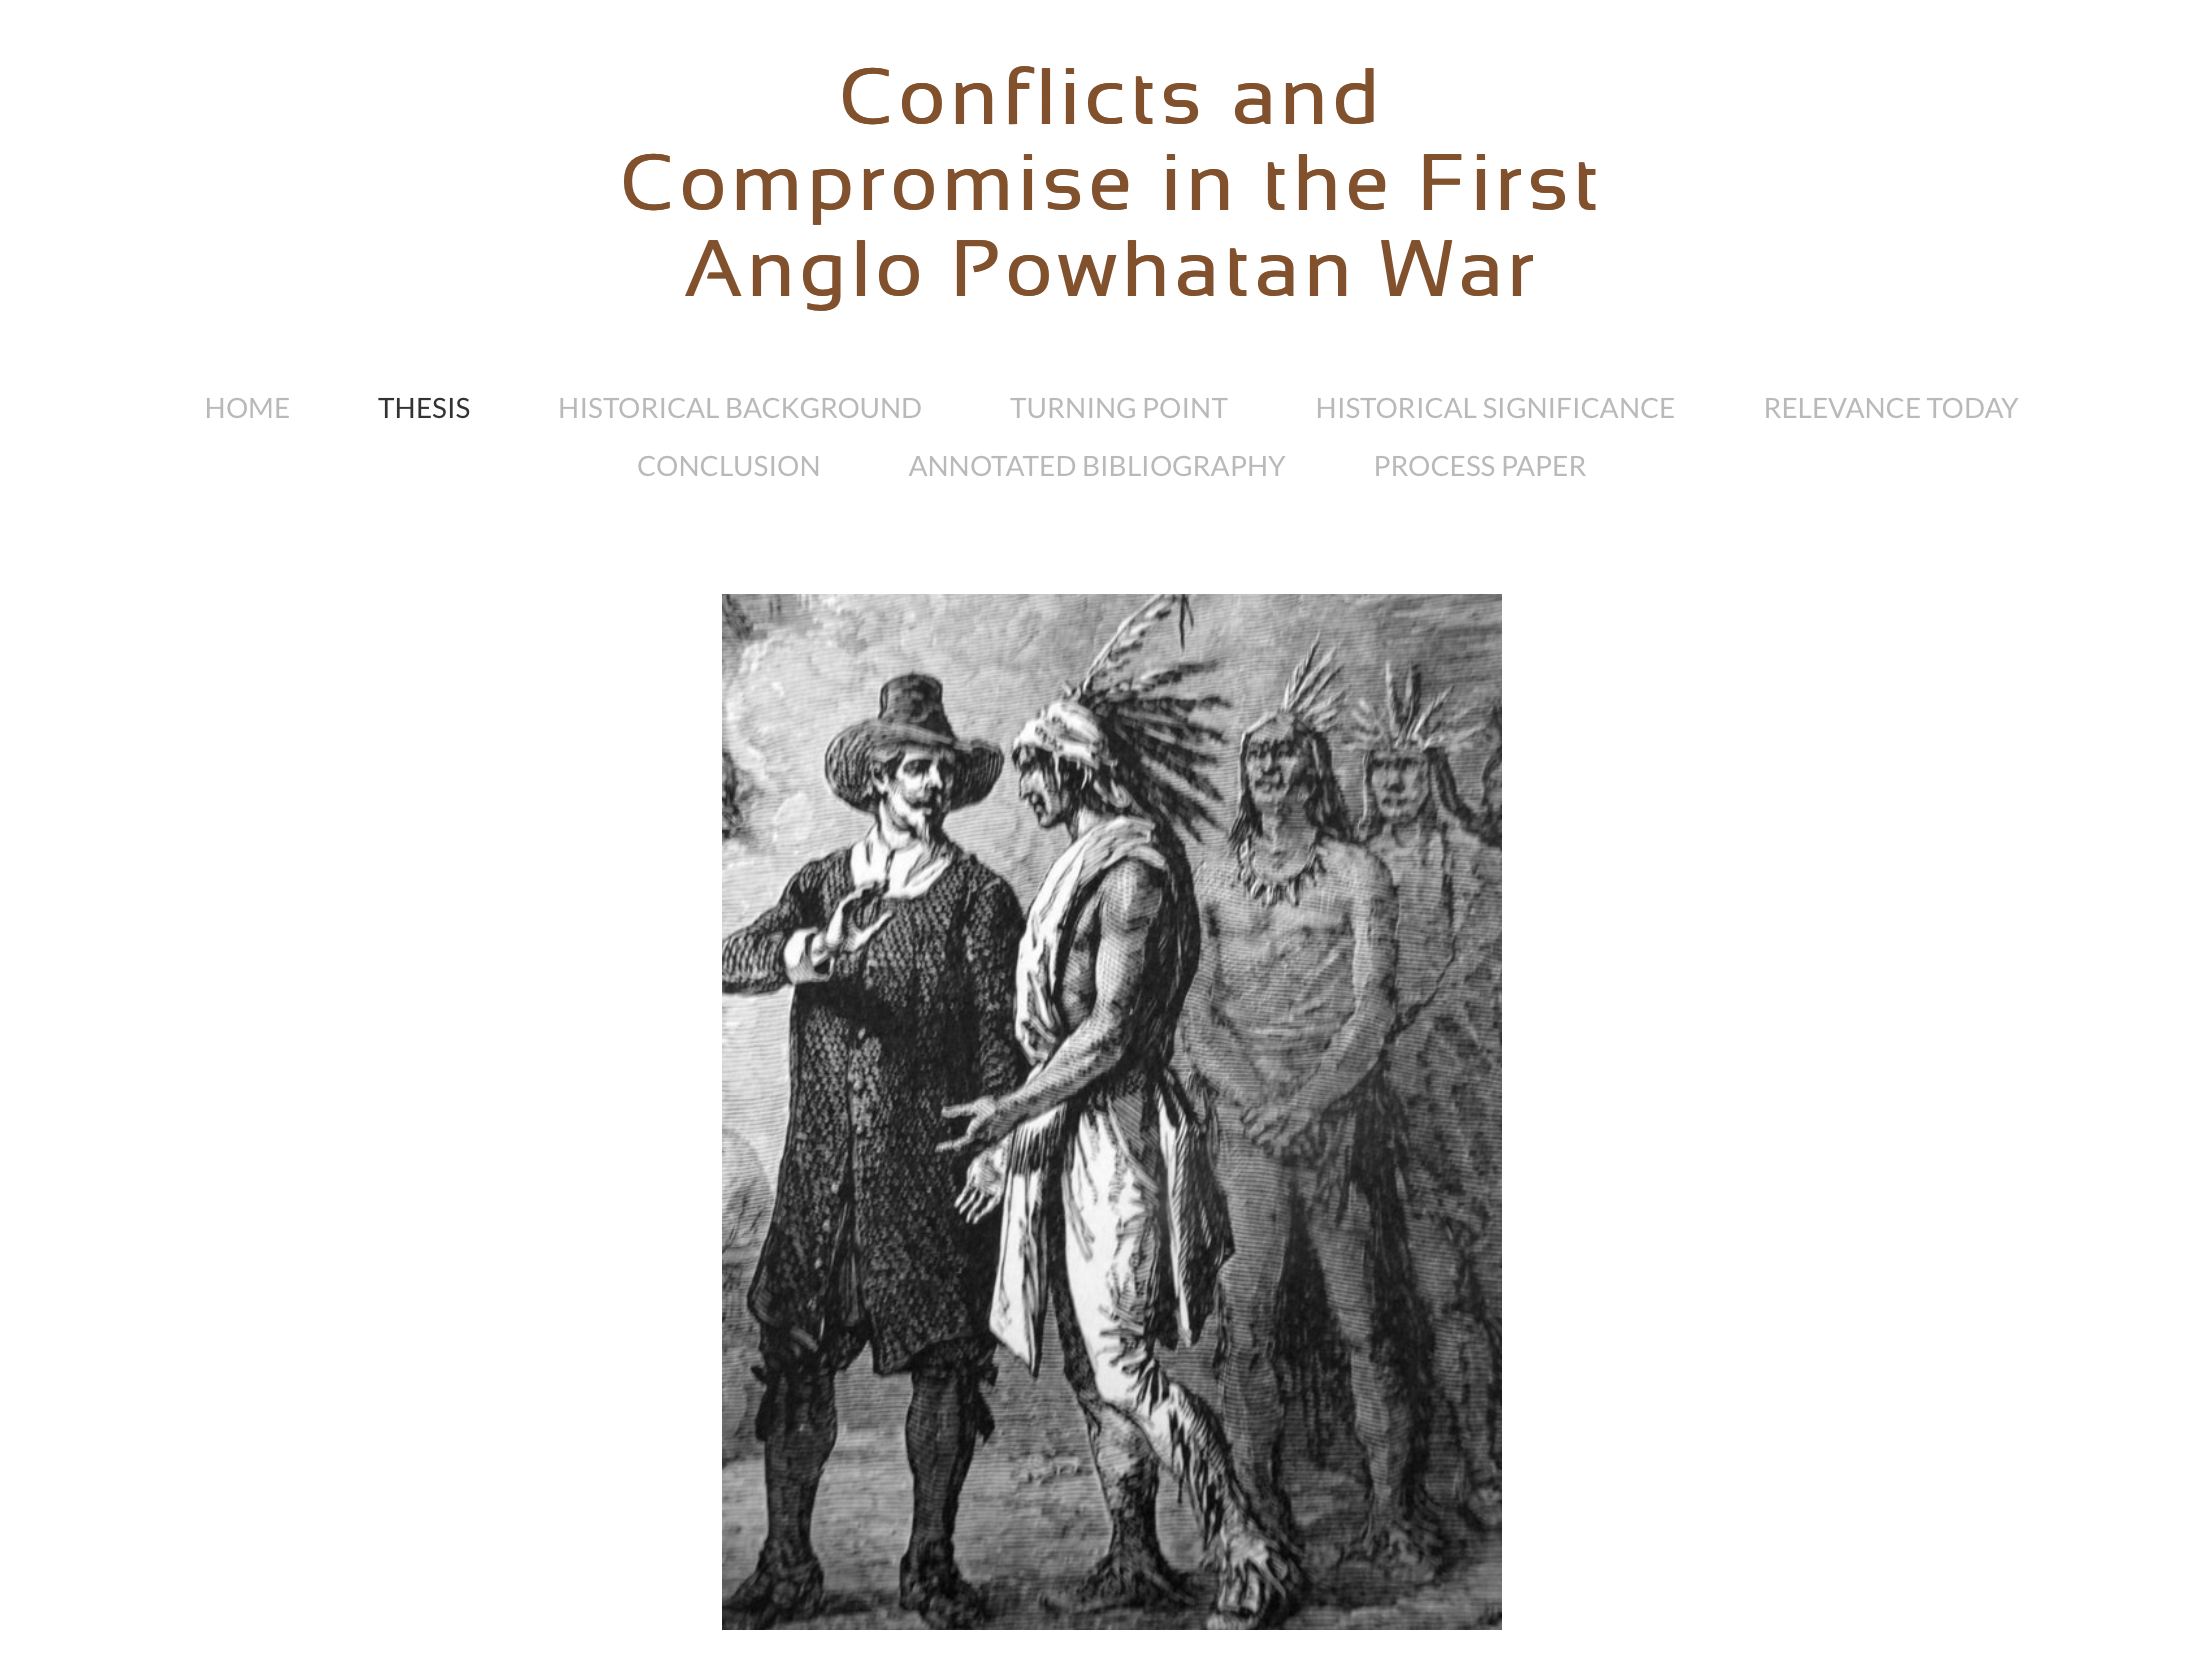 Conflicts and
Compromise in the First
Anglo Powhatan War
HOME THESIS HISTORICAL BACKGROUND TURNING POINT HISTORICAL SIGNIFICANCE RELEVANCE TODAY
CONCLUSION ANNOTATED BIBLIOGRAPHY PROCESS PAPER